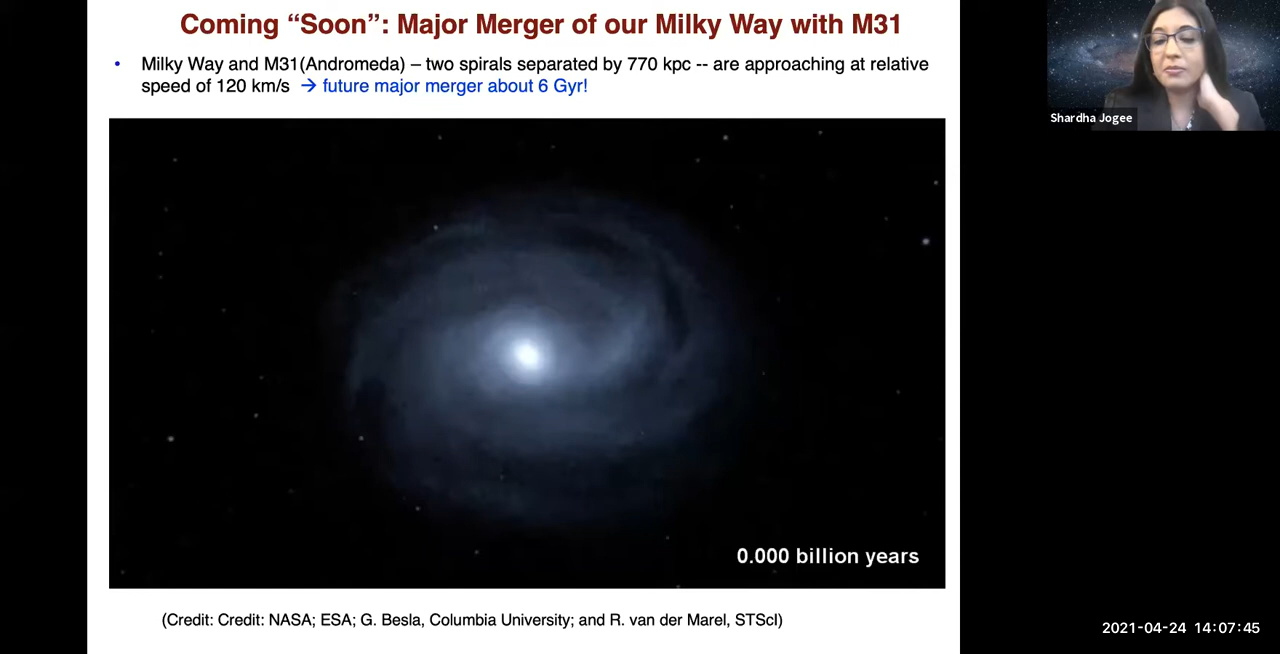 Coming “Soon”: Major Merger of our Milky Way with M31
• Milky Way and M31(Andromeda) – two spirals separated by 770 kpc -- are approaching at relative
speed of 120 km/s → future major merger about 6 Gyr!
Shardha Jogee
0.000 billion years
(Credit: Credit: NASA; ESA; G. Besla, Columbia University; and R. van der Marel, STScI)
2021-04-24 14:07:45